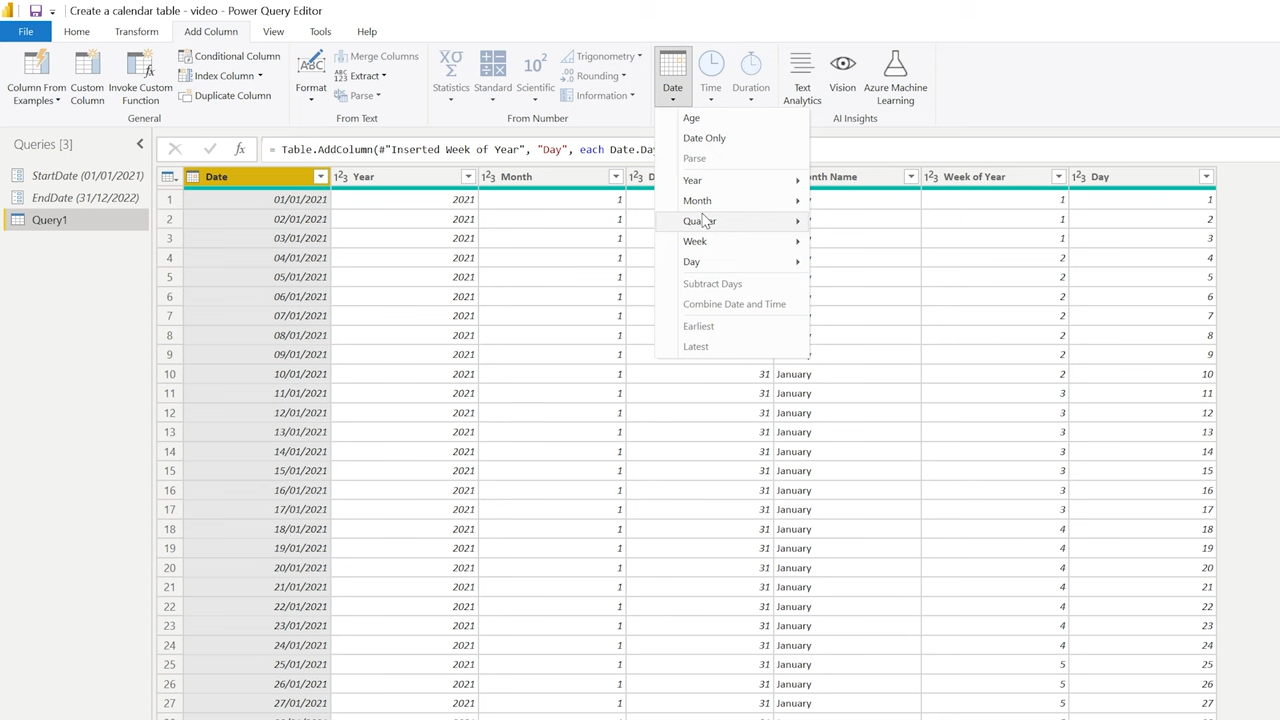 Create a calendar table - video - Power Query Editor
File Home Transform Add Column View Tools Help
Column From Examples
Custom Column
Invoke Custom Function
Conditional Column
Index Column
Duplicate Column
General
Format
Merge Columns
Extract
Parse
From Text
Statistics
Standard
Scientific
Trigonometry
Rounding
Information
From Number
Date
Time
Duration
Text Analytics
Vision
Azure Machine Learning
AI Insights
Age
Date Only
Parse
Year
Month
Week
Day
Subtract Days
Combine Date and Time
Earliest
Latest
Queries [3]
StartDate (01/01/2021)
EndDate (31/12/2022)
Query1
= Table.AddColumn(#"Inserted Week of Year", "Day", each Date.Day
Date Year Month Name Week of Year Day
1 01/01/2021 2021 1 1 1
2 02/01/2021 2021 1 1 2
3 03/01/2021 2021 1 1 3
4 04/01/2021 2021 1 2 4
5 05/01/2021 2021 1 2 5
6 06/01/2021 2021 1 2 6
7 07/01/2021 2021 1 2 7
8 08/01/2021 2021 1 2 8
9 09/01/2021 2021 1 2 9
10 10/01/2021 2021 1 31 January 2 10
11 11/01/2021 2021 1 31 January 3 11
12 12/01/2021 2021 1 31 January 3 12
13 13/01/2021 2021 1 31 January 3 13
14 14/01/2021 2021 1 31 January 3 14
15 15/01/2021 2021 1 31 January 3 15
16 16/01/2021 2021 1 31 January 3 16
17 17/01/2021 2021 1 31 January 3 17
18 18/01/2021 2021 1 31 January 4 18
19 19/01/2021 2021 1 31 January 4 19
20 20/01/2021 2021 1 31 January 4 20
21 21/01/2021 2021 1 31 January 4 21
22 22/01/2021 2021 1 31 January 4 22
23 23/01/2021 2021 1 31 January 4 23
24 24/01/2021 2021 1 31 January 4 24
25 25/01/2021 2021 1 31 January 5 25
26 26/01/2021 2021 1 31 January 5 26
27 27/01/2021 2021 1 31 January 5 27